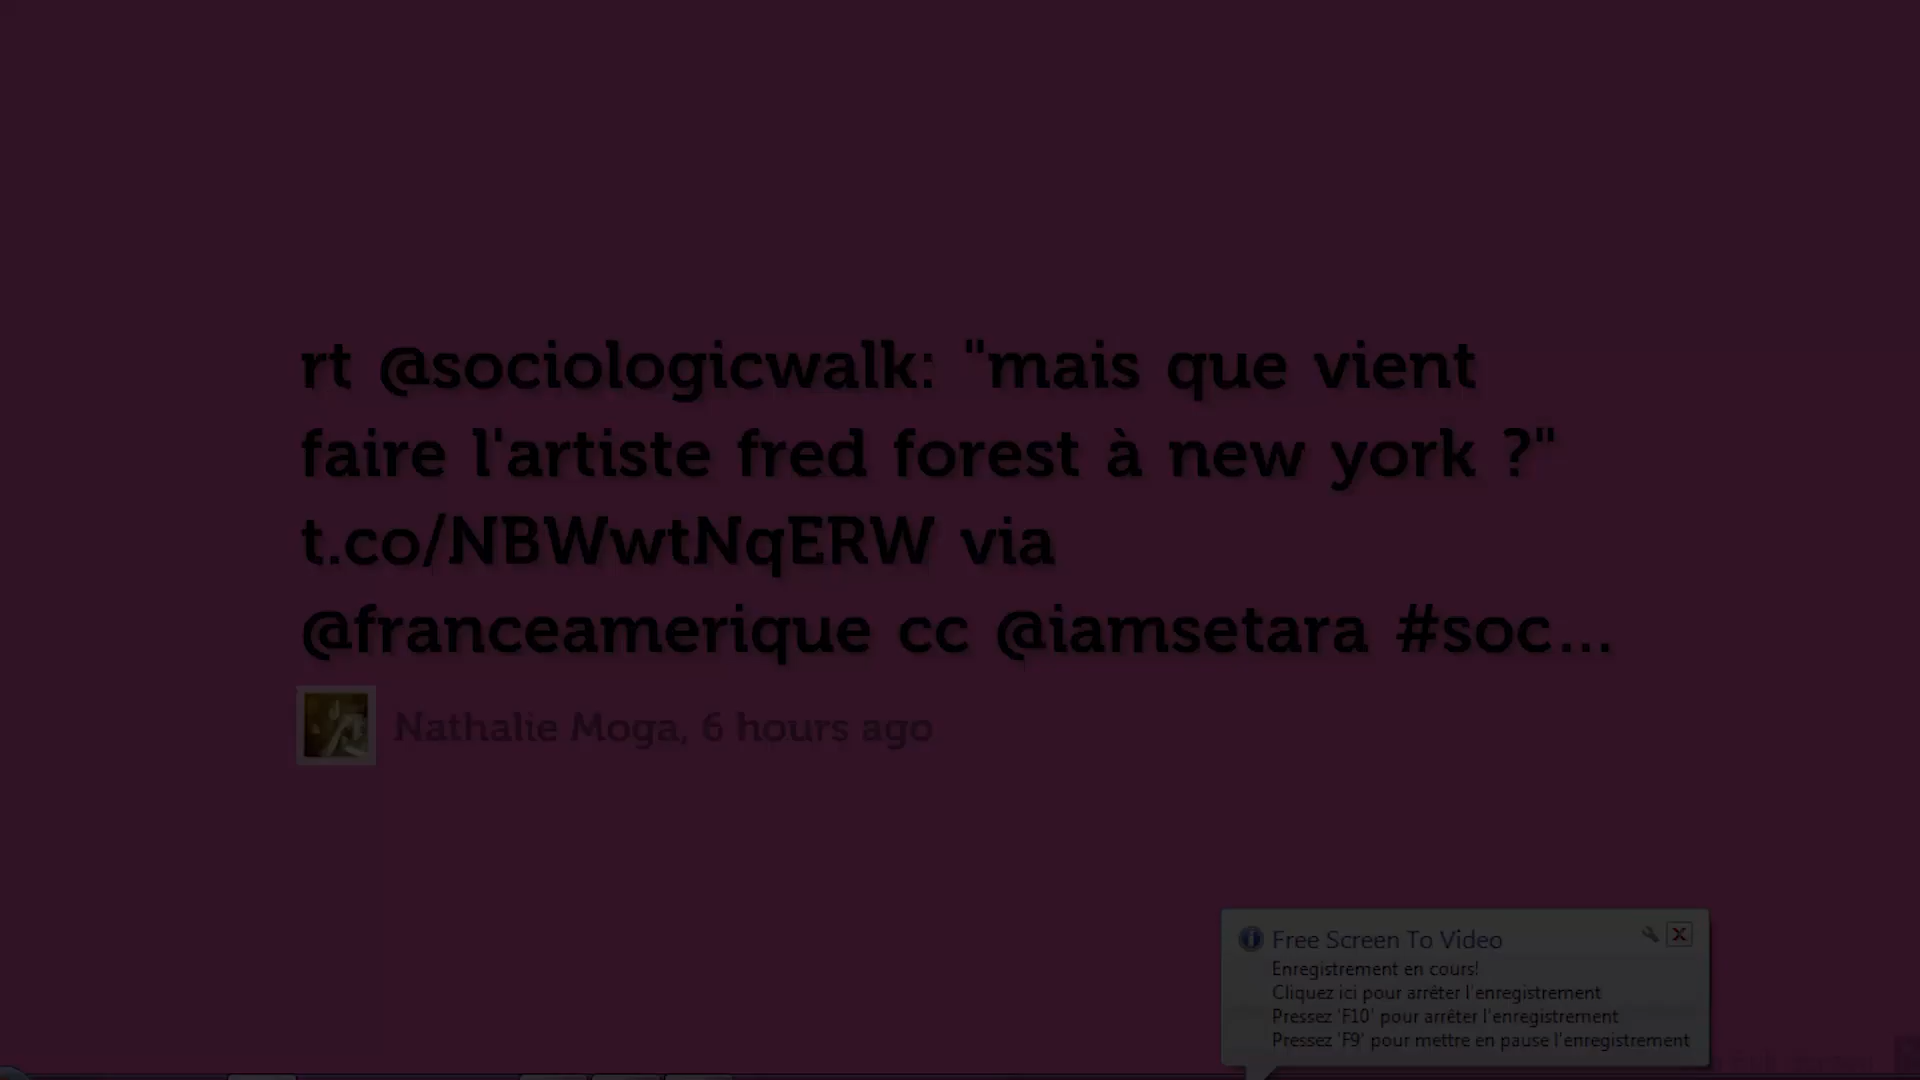 rt @sociologicwalk: "mais que vient
faire l'artiste fred forest à new york ?"
t.co/NBWwtNqERW via
@franceamerique cc @iamsetara #soc...
Nathalie Moga, 6 hours ago
Free Screen To Video
Enregistrement en cours!
Cliquez ici pour arrêter l'enregistrement
Pressez 'F10' pour arrêter l'enregistrement
Pressez 'F9' pour mettre en pause l'enregistrement